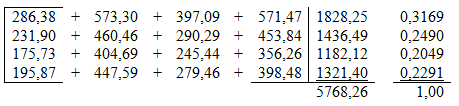 286,38 + 573,30 + 397,09 + 571,47 1828,25 0,3169
231,90 + 460,46 + 290,29 + 453,84 1436,49 0,2490
175,73 + 404,69 + 245,44 + 356,26 1182,12 0,2049
195,87 + 447,59 + 279,46 + 398,48 1321,40 0,2291
5768,26 1,00